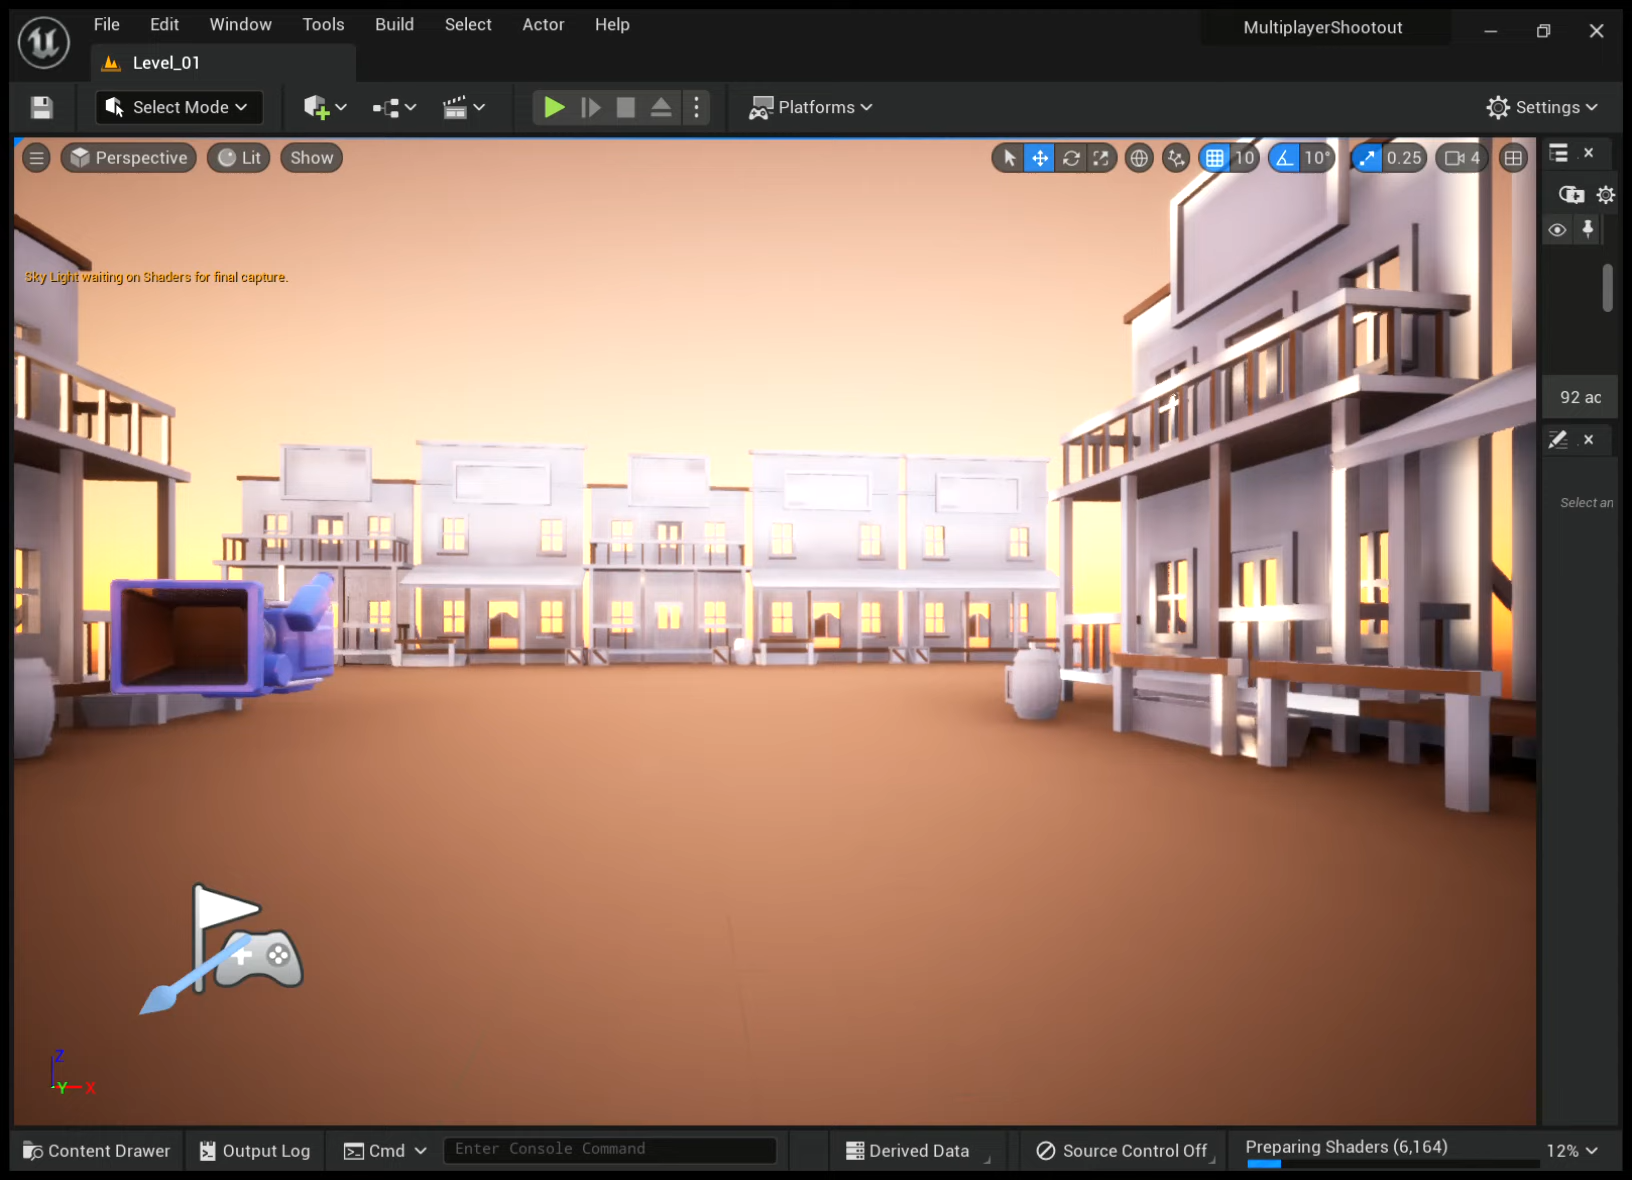 File Edit Window Tools Build Select Actor Help
MultiplayerShootout
Level_01
Select Mode
Platforms
Settings
Perspective Lit Show
10 10° 0.25 4
Sky Light waiting on Shaders for final capture.
92 ac
Select an
Z
Y X
Content Drawer Output Log Cmd Enter Console Command Derived Data Source Control Off Preparing Shaders (6,164) 12%